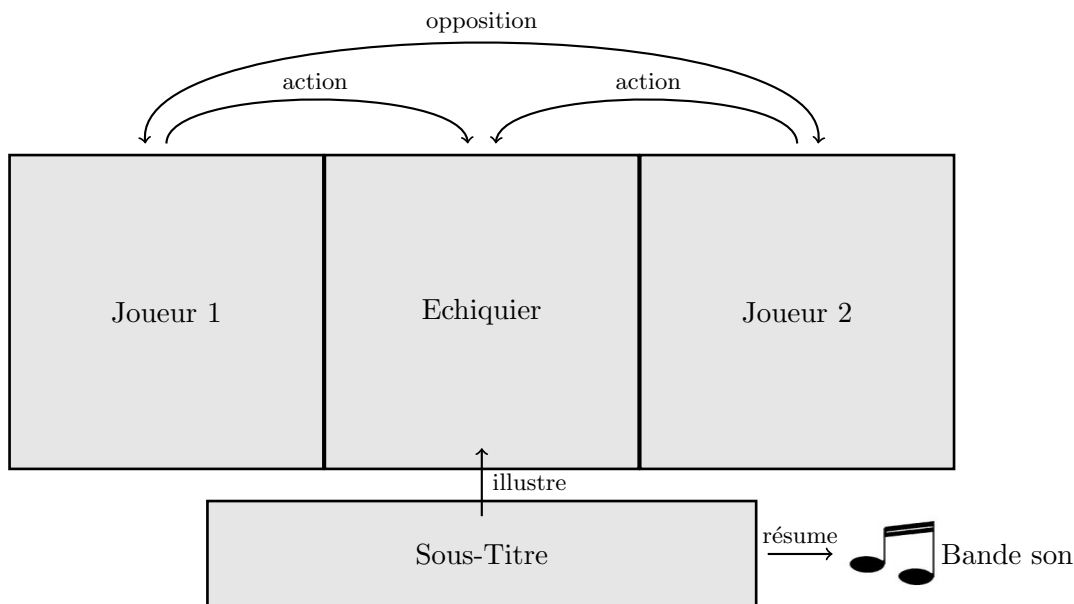 opposition
action
action
Joueur 1
Echiquier
Joueur 2
illustre
Sous-Titre
résume
Bande son